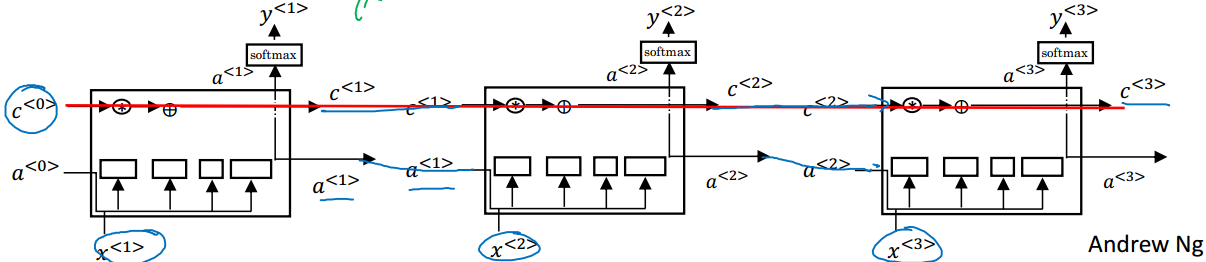 y<1> y<2> y<3>
softmax softmax softmax
a<1> a<2> a<3>
c<0> c<1> c<1> c<2> c<2> c<3>
a<0> a<1> a<1> a<2> a<2> a<3>
x<1> x<2> x<3>
Andrew Ng